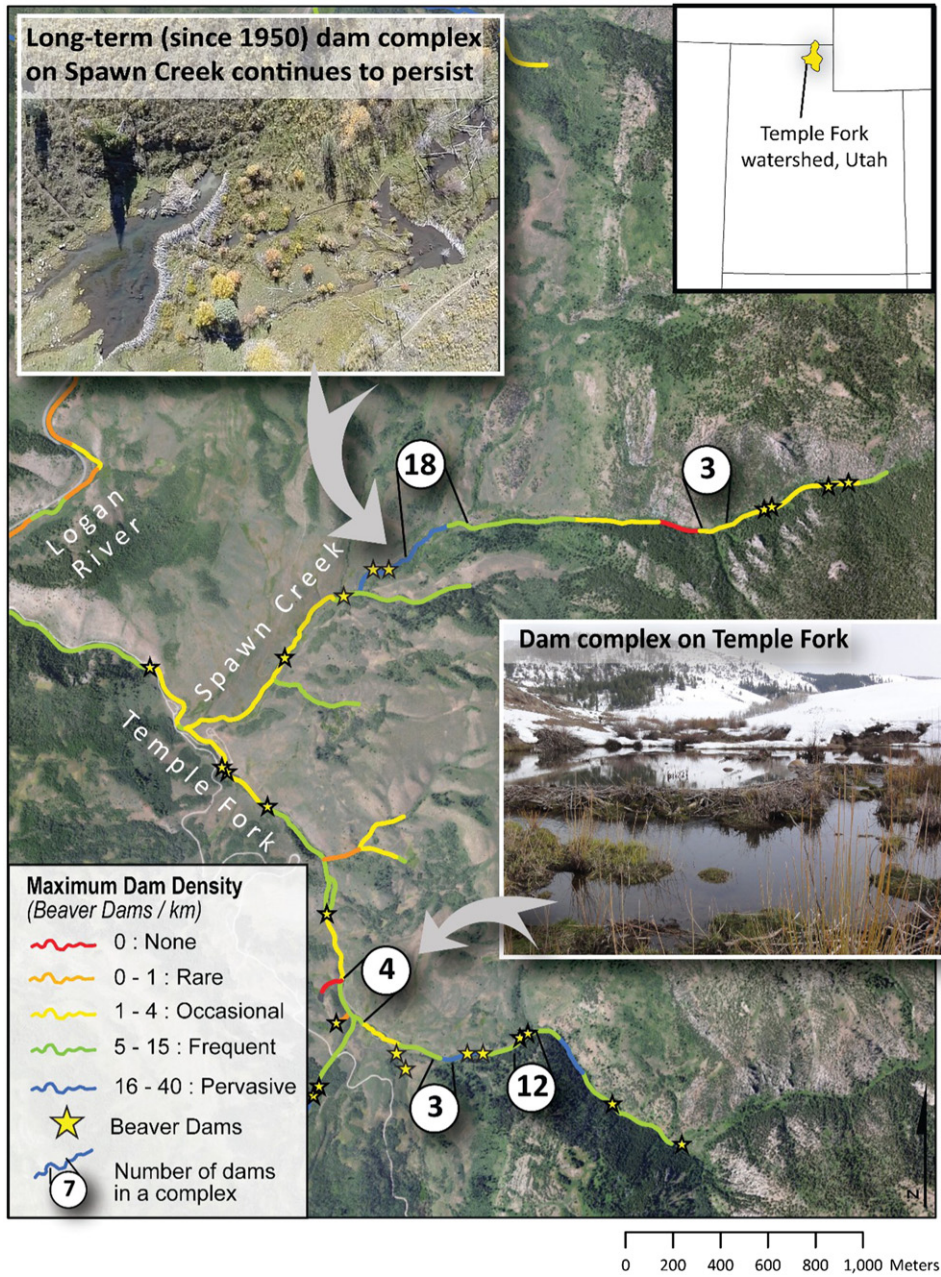 Long-term (since 1950) dam complex
on Spawn Creek continues to persist
Temple Fork
watershed, Utah
18
3
Logan
River
Spawn Creek
Dam complex on Temple Fork
Temple Fork
4
3
12
Maximum Dam Density
(Beaver Dams / km)
0 : None
0 - 1 : Rare
1 - 4 : Occasional
5 - 15 : Frequent
16 - 40 : Pervasive
Beaver Dams
7
Number of dams
in a complex
N
0 200 400 600 800 1,000 Meters